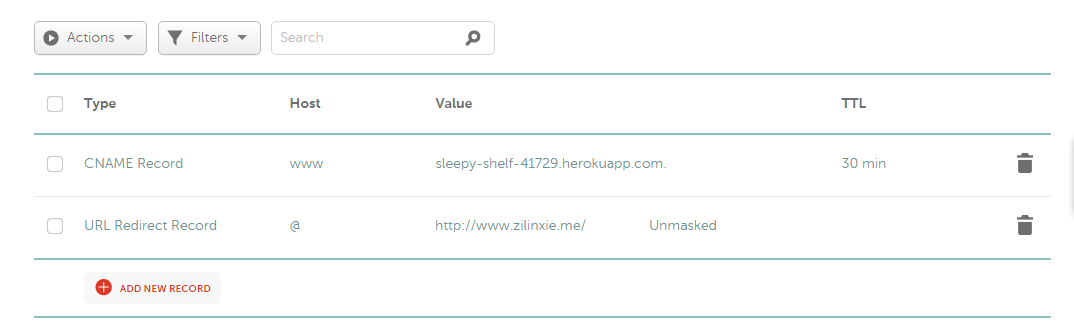 Actions Filters Search
Type Host Value TTL
CNAME Record www sleepy-shelf-41729.herokuapp.com. 30 min
URL Redirect Record @ http://www.zilinxie.me/ Unmasked
ADD NEW RECORD